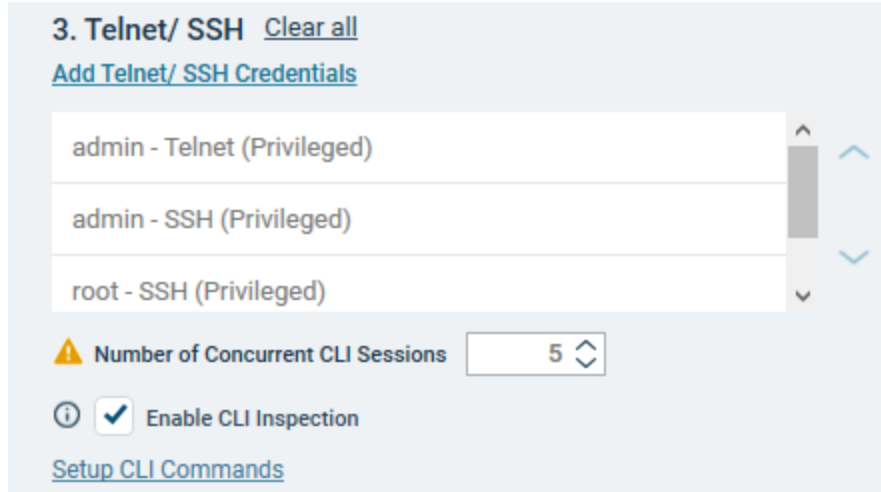 3. Telnet/ SSH Clear all
Add Telnet/ SSH Credentials
admin - Telnet (Privileged)
admin - SSH (Privileged)
root - SSH (Privileged)
Number of Concurrent CLI Sessions 5
Enable CLI Inspection
Setup CLI Commands